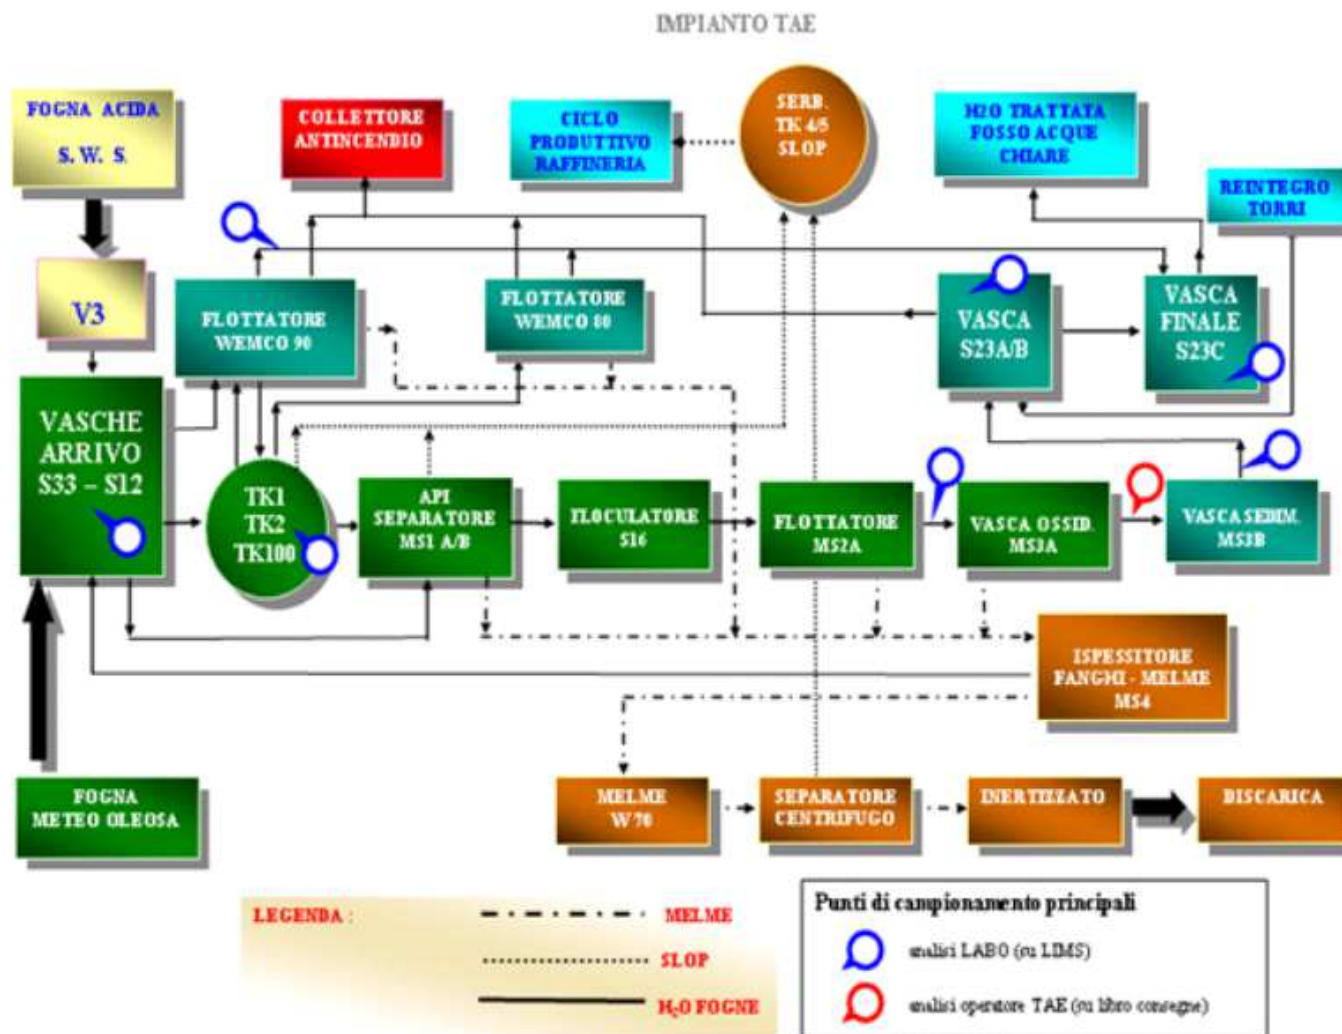 IMPIANTO TAE
FOGNA ACIDA
S. W. S.
COLLETTORE
ANTINCENDIO
CICLO
PRODUTTIVO
RAFFINERIA
SERB.
TK 4/5
SLOP
H2O TRATTATA
FOSSO ACQUE
CHIARE
REINTEGRO
TORRI
V3
FLOTTATORE
WEMCO 90
FLOTTATORE
WEMCO 80
VASCA
S23A/B
VASCA
FINALE
S23C
VASCHE
ARRIVO
S33 – S12
TK1
TK2
TK100
API
SEPARATORE
MS1 A/B
FLOCULATORE
S16
FLOTTATORE
MS2A
VASCA OSSID.
MS3A
VASCA SEDIM.
MS3B
ISPESSITORE
FANGHI - MELME
MS4
FOGNA
METEO OLEOSA
MELME
W70
SEPARATORE
CENTRIFUGO
INERTIZZATO
DISCARICA
LEGENDA :
MELME
SLOP
H2O FOGNE
Punti di campionamento principali
analisi LABO (su LIMS)
analisi operatore TAE (su libro consegne)